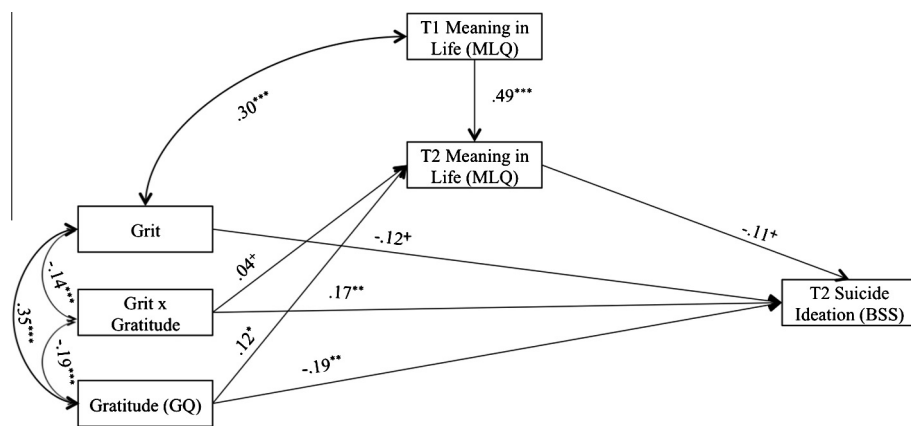 T1 Meaning in
Life (MLQ)
.30***
.49***
T2 Meaning in
Life (MLQ)
Grit
-.12+
-.11+
-.14***
.04+
.35***
Grit x
Gratitude
.17**
T2 Suicide
Ideation (BSS)
-.19***
.12*
-.19**
Gratitude (GQ)